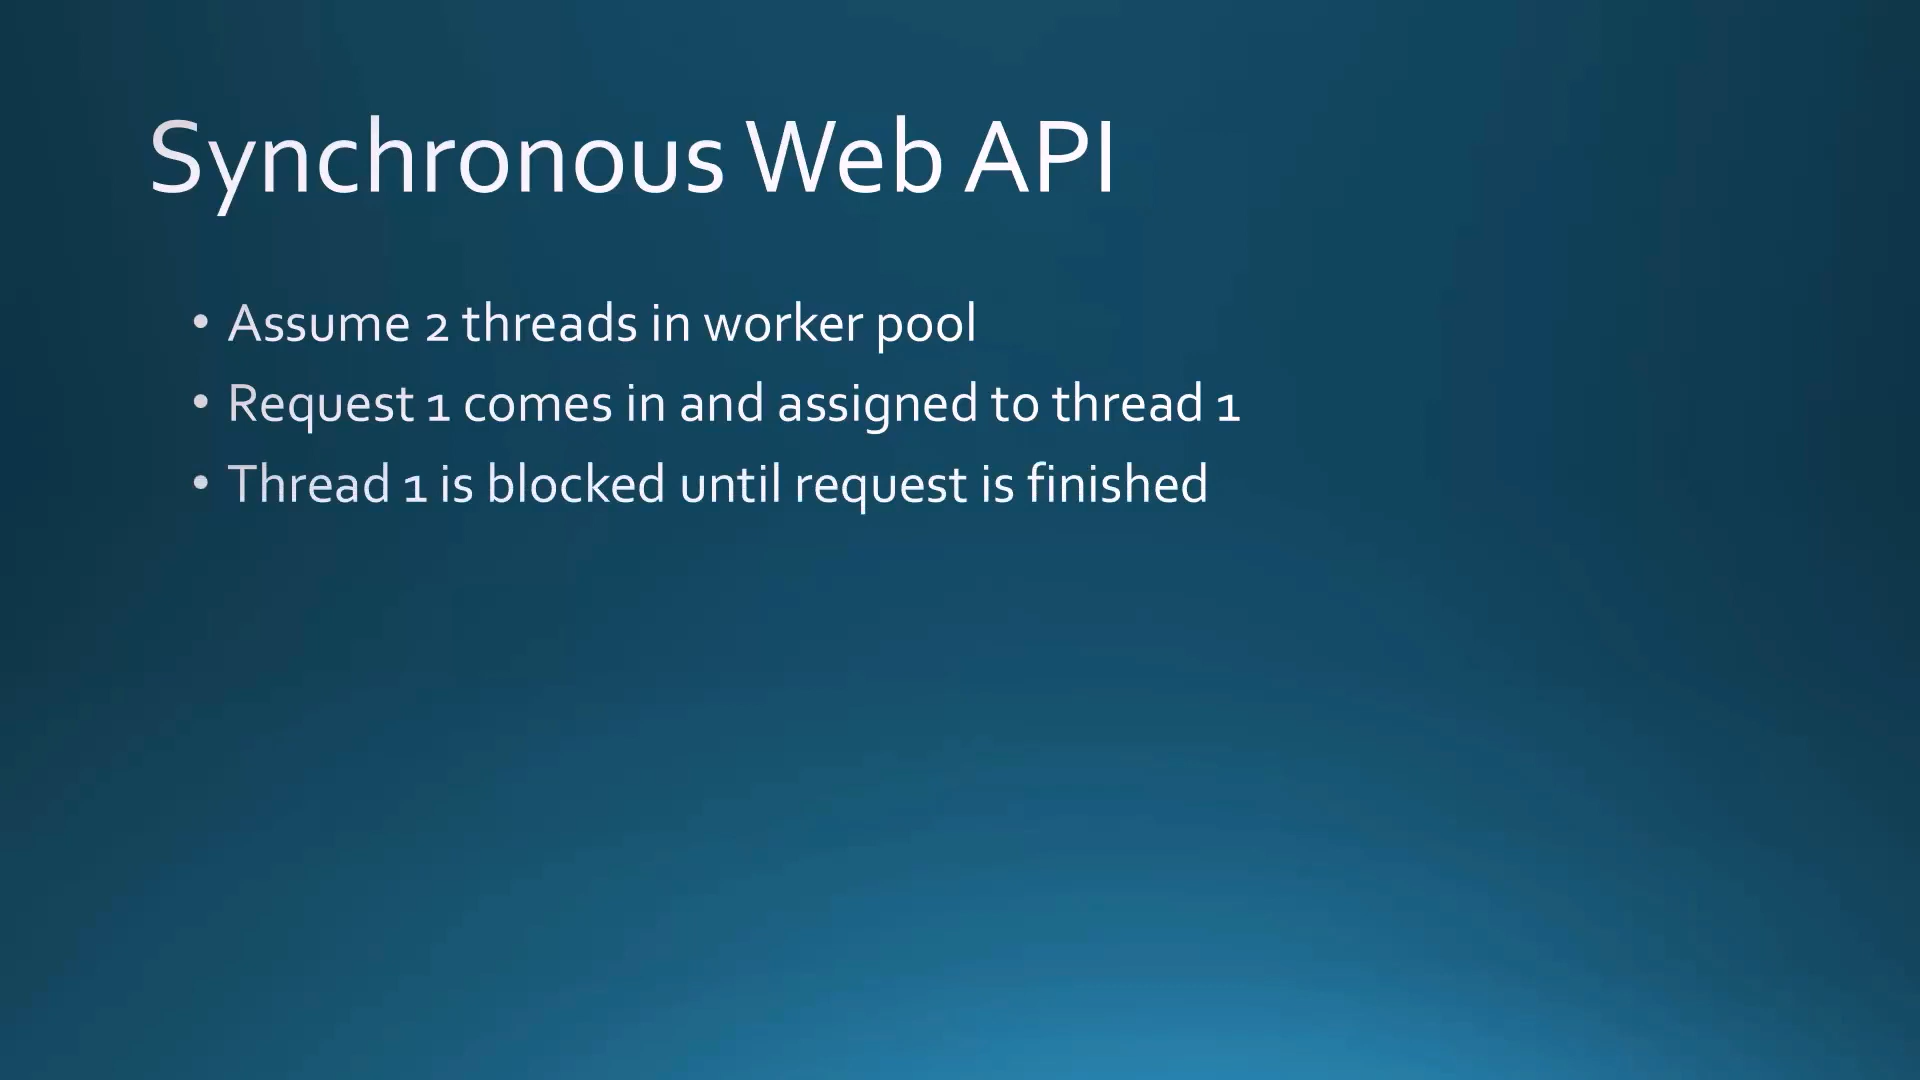 Synchronous Web API
• Assume 2 threads in worker pool
• Request 1 comes in and assigned to thread 1
• Thread 1 is blocked until request is finished